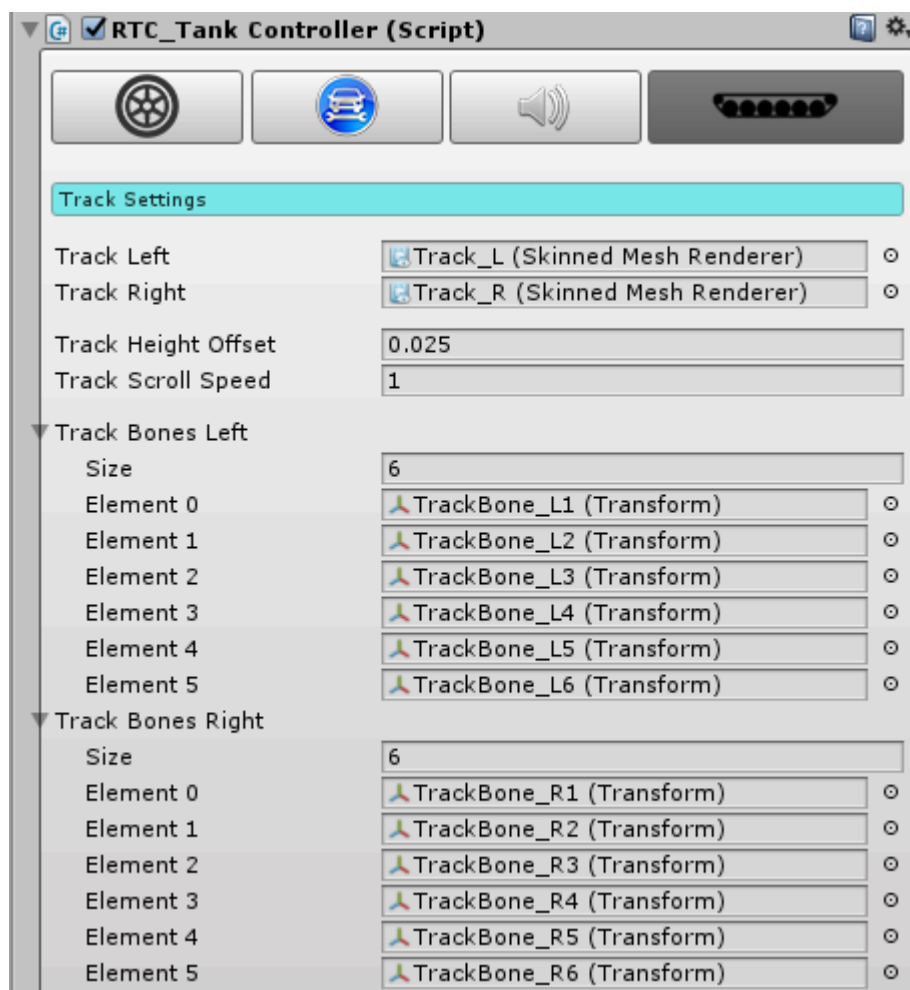 RTC_Tank Controller (Script)
Track Settings
Track Left Track_L (Skinned Mesh Renderer)
Track Right Track_R (Skinned Mesh Renderer)
Track Height Offset 0.025
Track Scroll Speed 1
Track Bones Left
Size 6
Element 0 TrackBone_L1 (Transform)
Element 1 TrackBone_L2 (Transform)
Element 2 TrackBone_L3 (Transform)
Element 3 TrackBone_L4 (Transform)
Element 4 TrackBone_L5 (Transform)
Element 5 TrackBone_L6 (Transform)
Track Bones Right
Size 6
Element 0 TrackBone_R1 (Transform)
Element 1 TrackBone_R2 (Transform)
Element 2 TrackBone_R3 (Transform)
Element 3 TrackBone_R4 (Transform)
Element 4 TrackBone_R5 (Transform)
Element 5 TrackBone_R6 (Transform)